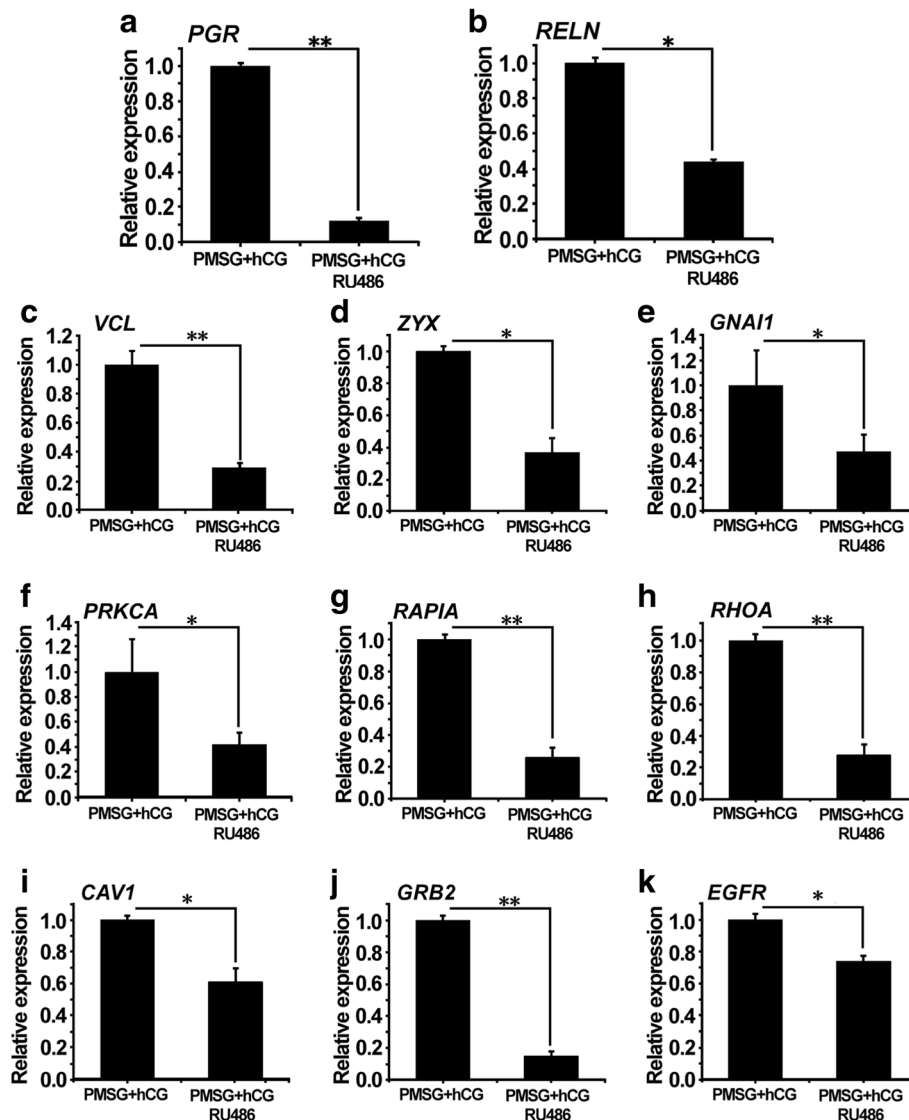 a PGR
**
Relative expression
1.0
0.8
0.6
0.4
0.2
0.0
PMSG+hCG PMSG+hCG
RU486
b RELN
*
Relative expression
1.0
0.8
0.6
0.4
0.2
0.0
PMSG+hCG PMSG+hCG
RU486
c VCL
**
Relative expression
1.2
1.0
0.8
0.6
0.4
0.2
0.0
PMSG+hCG PMSG+hCG
RU486
d ZYX
*
Relative expression
1.0
0.8
0.6
0.4
0.2
0.0
PMSG+hCG PMSG+hCG
RU486
e GNAI1
*
Relative expression
1.4
1.2
1.0
0.8
0.6
0.4
0.2
0.0
PMSG+hCG PMSG+hCG
RU486
f PRKCA
*
Relative expression
1.4
1.2
1.0
0.8
0.6
0.4
0.2
0.0
PMSG+hCG PMSG+hCG
RU486
g RAPIA
**
Relative expression
1.0
0.8
0.6
0.4
0.2
0.0
PMSG+hCG PMSG+hCG
RU486
h RHOA
**
Relative expression
1.0
0.8
0.6
0.4
0.2
0.0
PMSG+hCG PMSG+hCG
RU486
i CAV1
*
Relative expression
1.0
0.8
0.6
0.4
0.2
0.0
PMSG+hCG PMSG+hCG
RU486
j GRB2
**
Relative expression
1.0
0.8
0.6
0.4
0.2
0.0
PMSG+hCG PMSG+hCG
RU486
k EGFR
*
Relative expression
1.0
0.8
0.6
0.4
0.2
0.0
PMSG+hCG PMSG+hCG
RU486